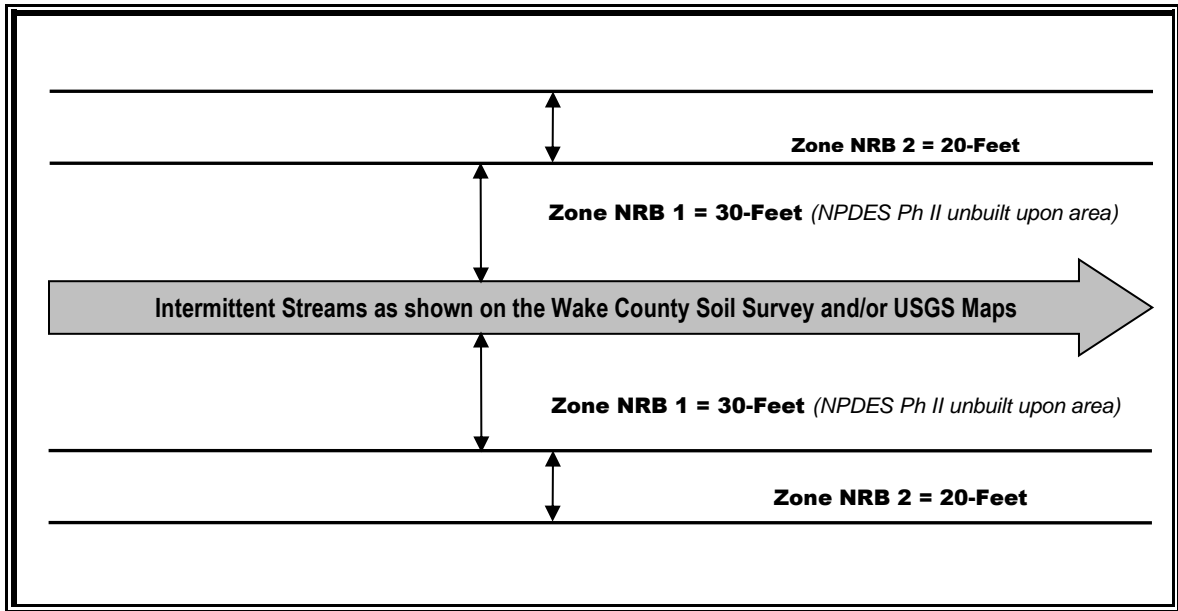 Zone NRB 2 = 20-Feet
Zone NRB 1 = 30-Feet (NPDES Ph II unbuilt upon area)
Intermittent Streams as shown on the Wake County Soil Survey and/or USGS Maps
Zone NRB 1 = 30-Feet (NPDES Ph II unbuilt upon area)
Zone NRB 2 = 20-Feet